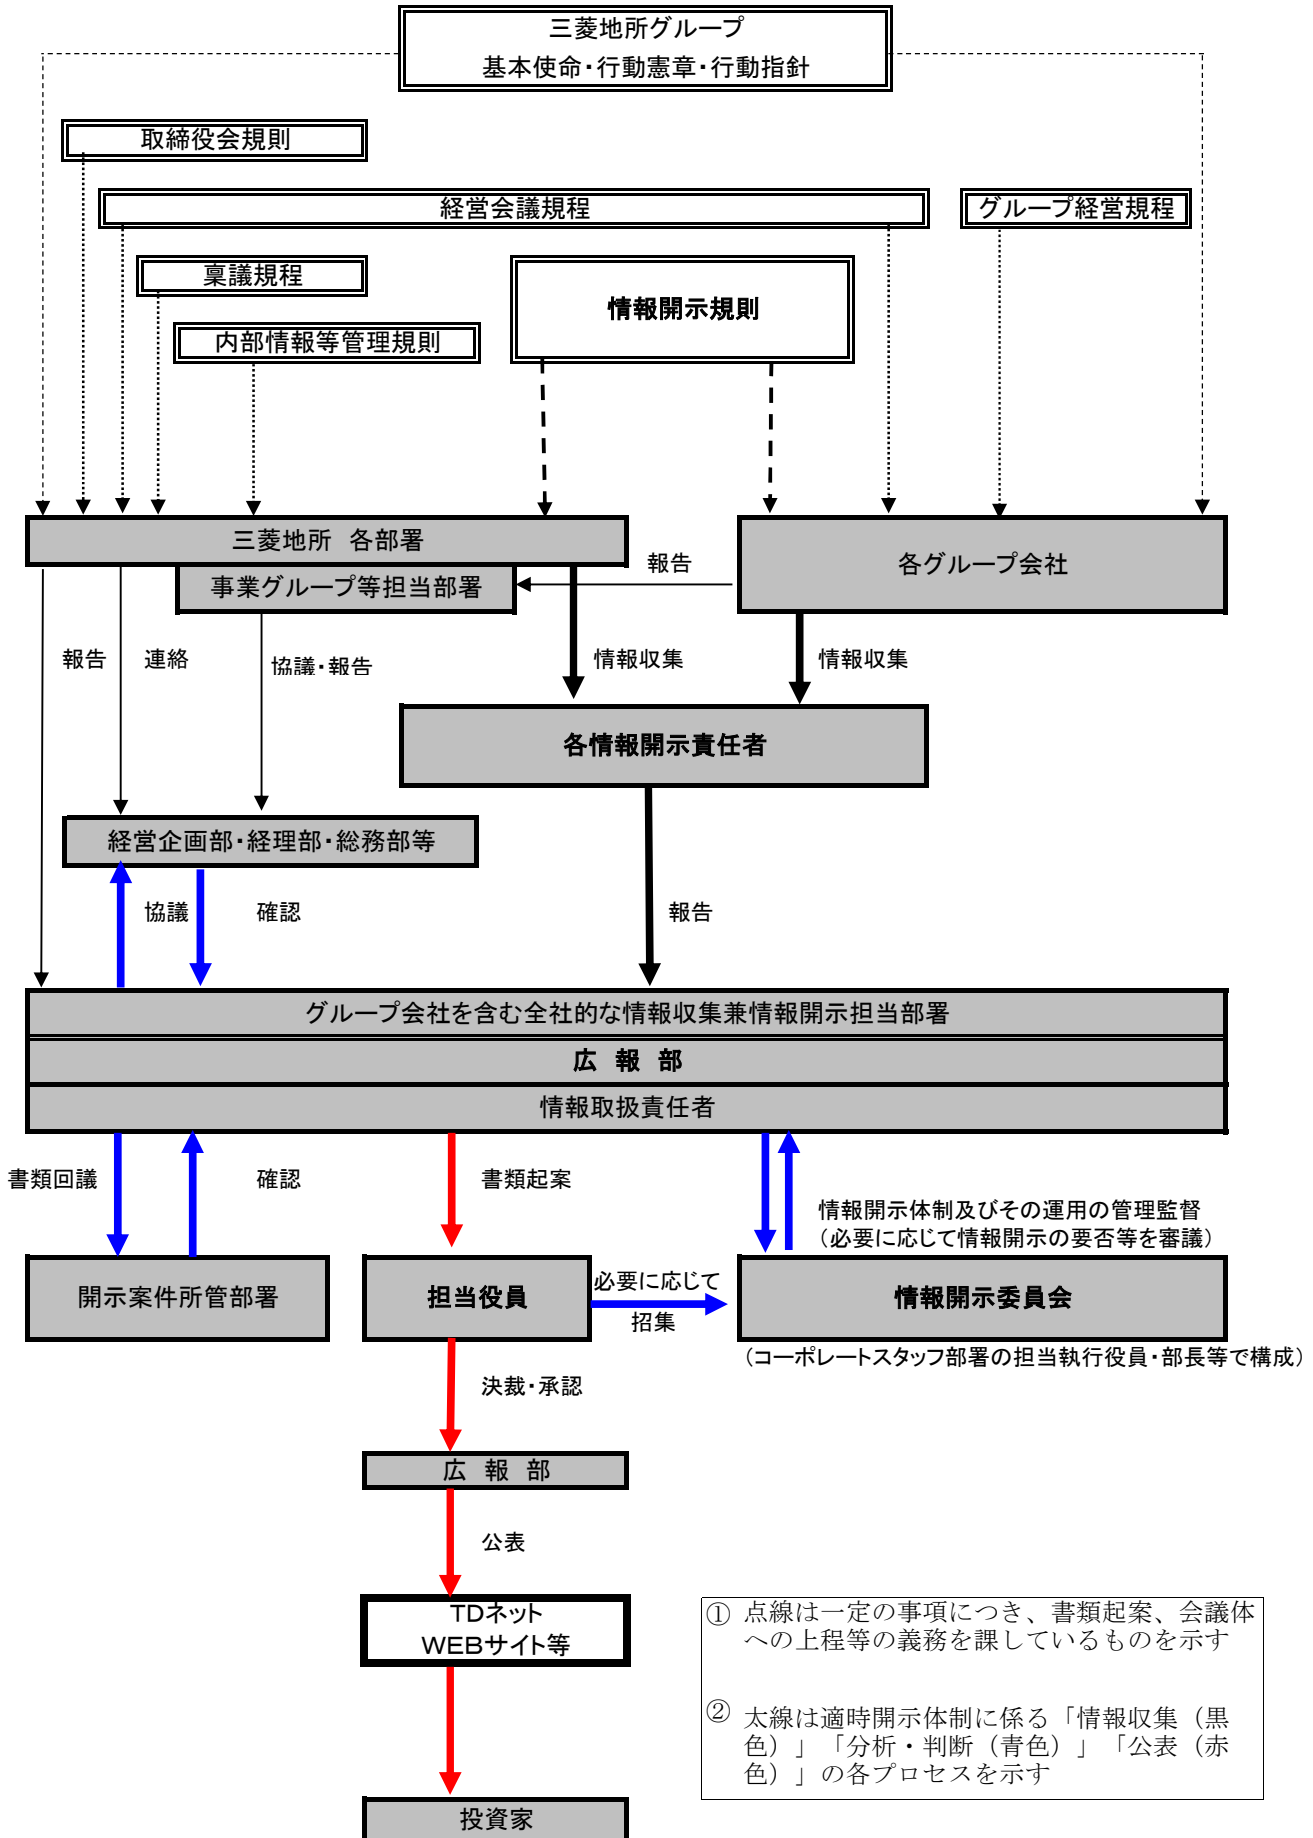 三菱地所グループ
基本使命・行動憲章・行動指針
取締役会規則
経営会議規程
グループ経営規程
稟議規程
情報開示規則
内部情報等管理規則
三菱地所　各部署
各グループ会社
事業グループ等担当部署
報告
報告
連絡
協議・報告
情報収集
情報収集
各情報開示責任者
経営企画部・経理部・総務部等
協議
確認
報告
グループ会社を含む全社的な情報収集兼情報開示担当部署
広　報　部
情報取扱責任者
書類回議
確認
書類起案
情報開示体制及びその運用の管理監督
（必要に応じて情報開示の要否等を審議）
開示案件所管部署
担当役員
必要に応じて
招集
情報開示委員会
（コーポレートスタッフ部署の担当執行役員・部長等で構成）
決裁・承認
広　報　部
公表
TDネット
WEBサイト等
投資家
① 点線は一定の事項につき、書類起案、会議体
への上程等の義務を課しているものを示す
② 太線は適時開示体制に係る「情報収集（黒
色）」「分析・判断（青色）」「公表（赤
色）」の各プロセスを示す